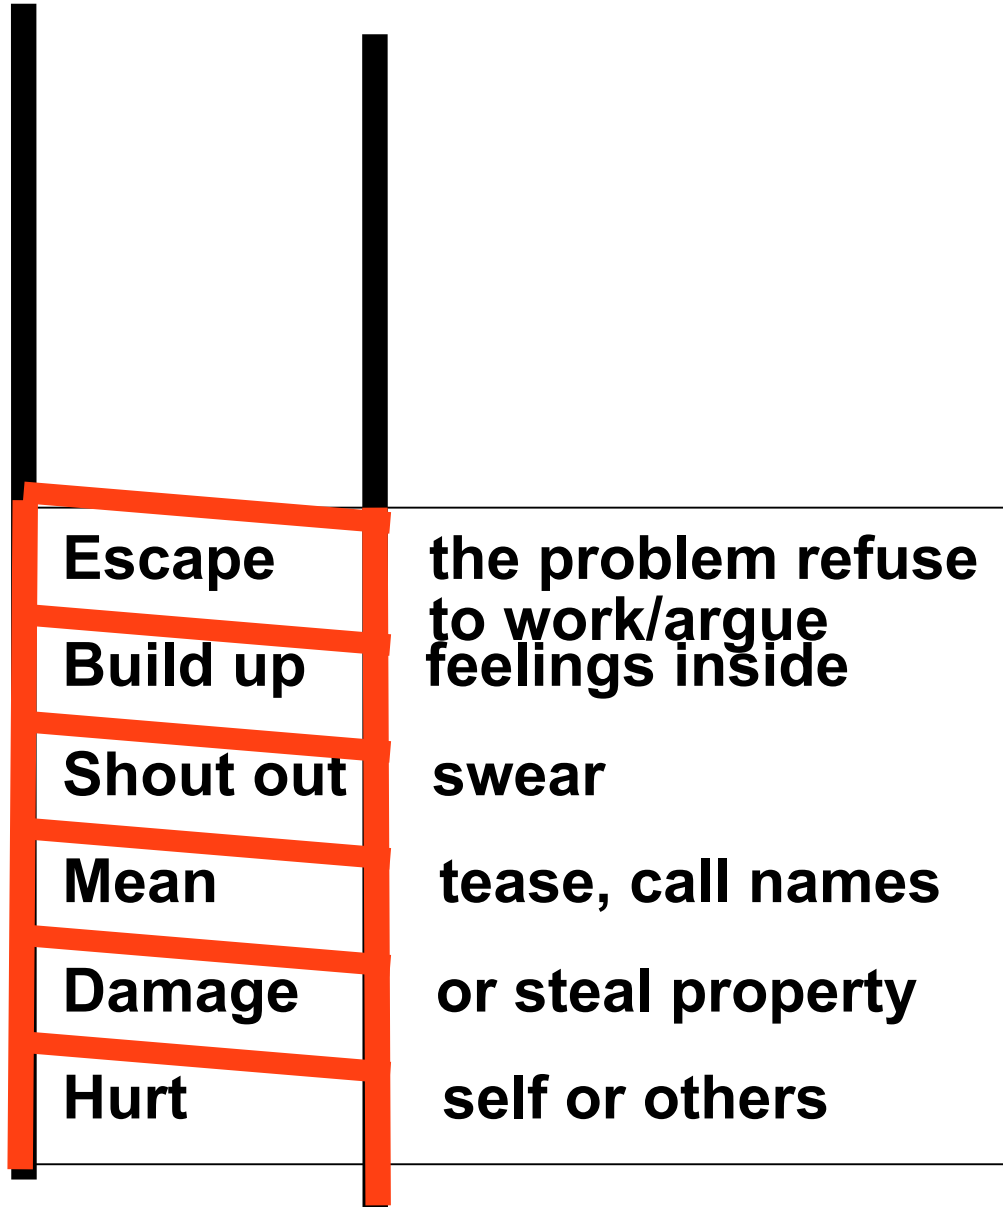 Escape the problem refuse
to work/argue
Build up feelings inside
Shout out swear
Mean tease, call names
Damage or steal property
Hurt self or others